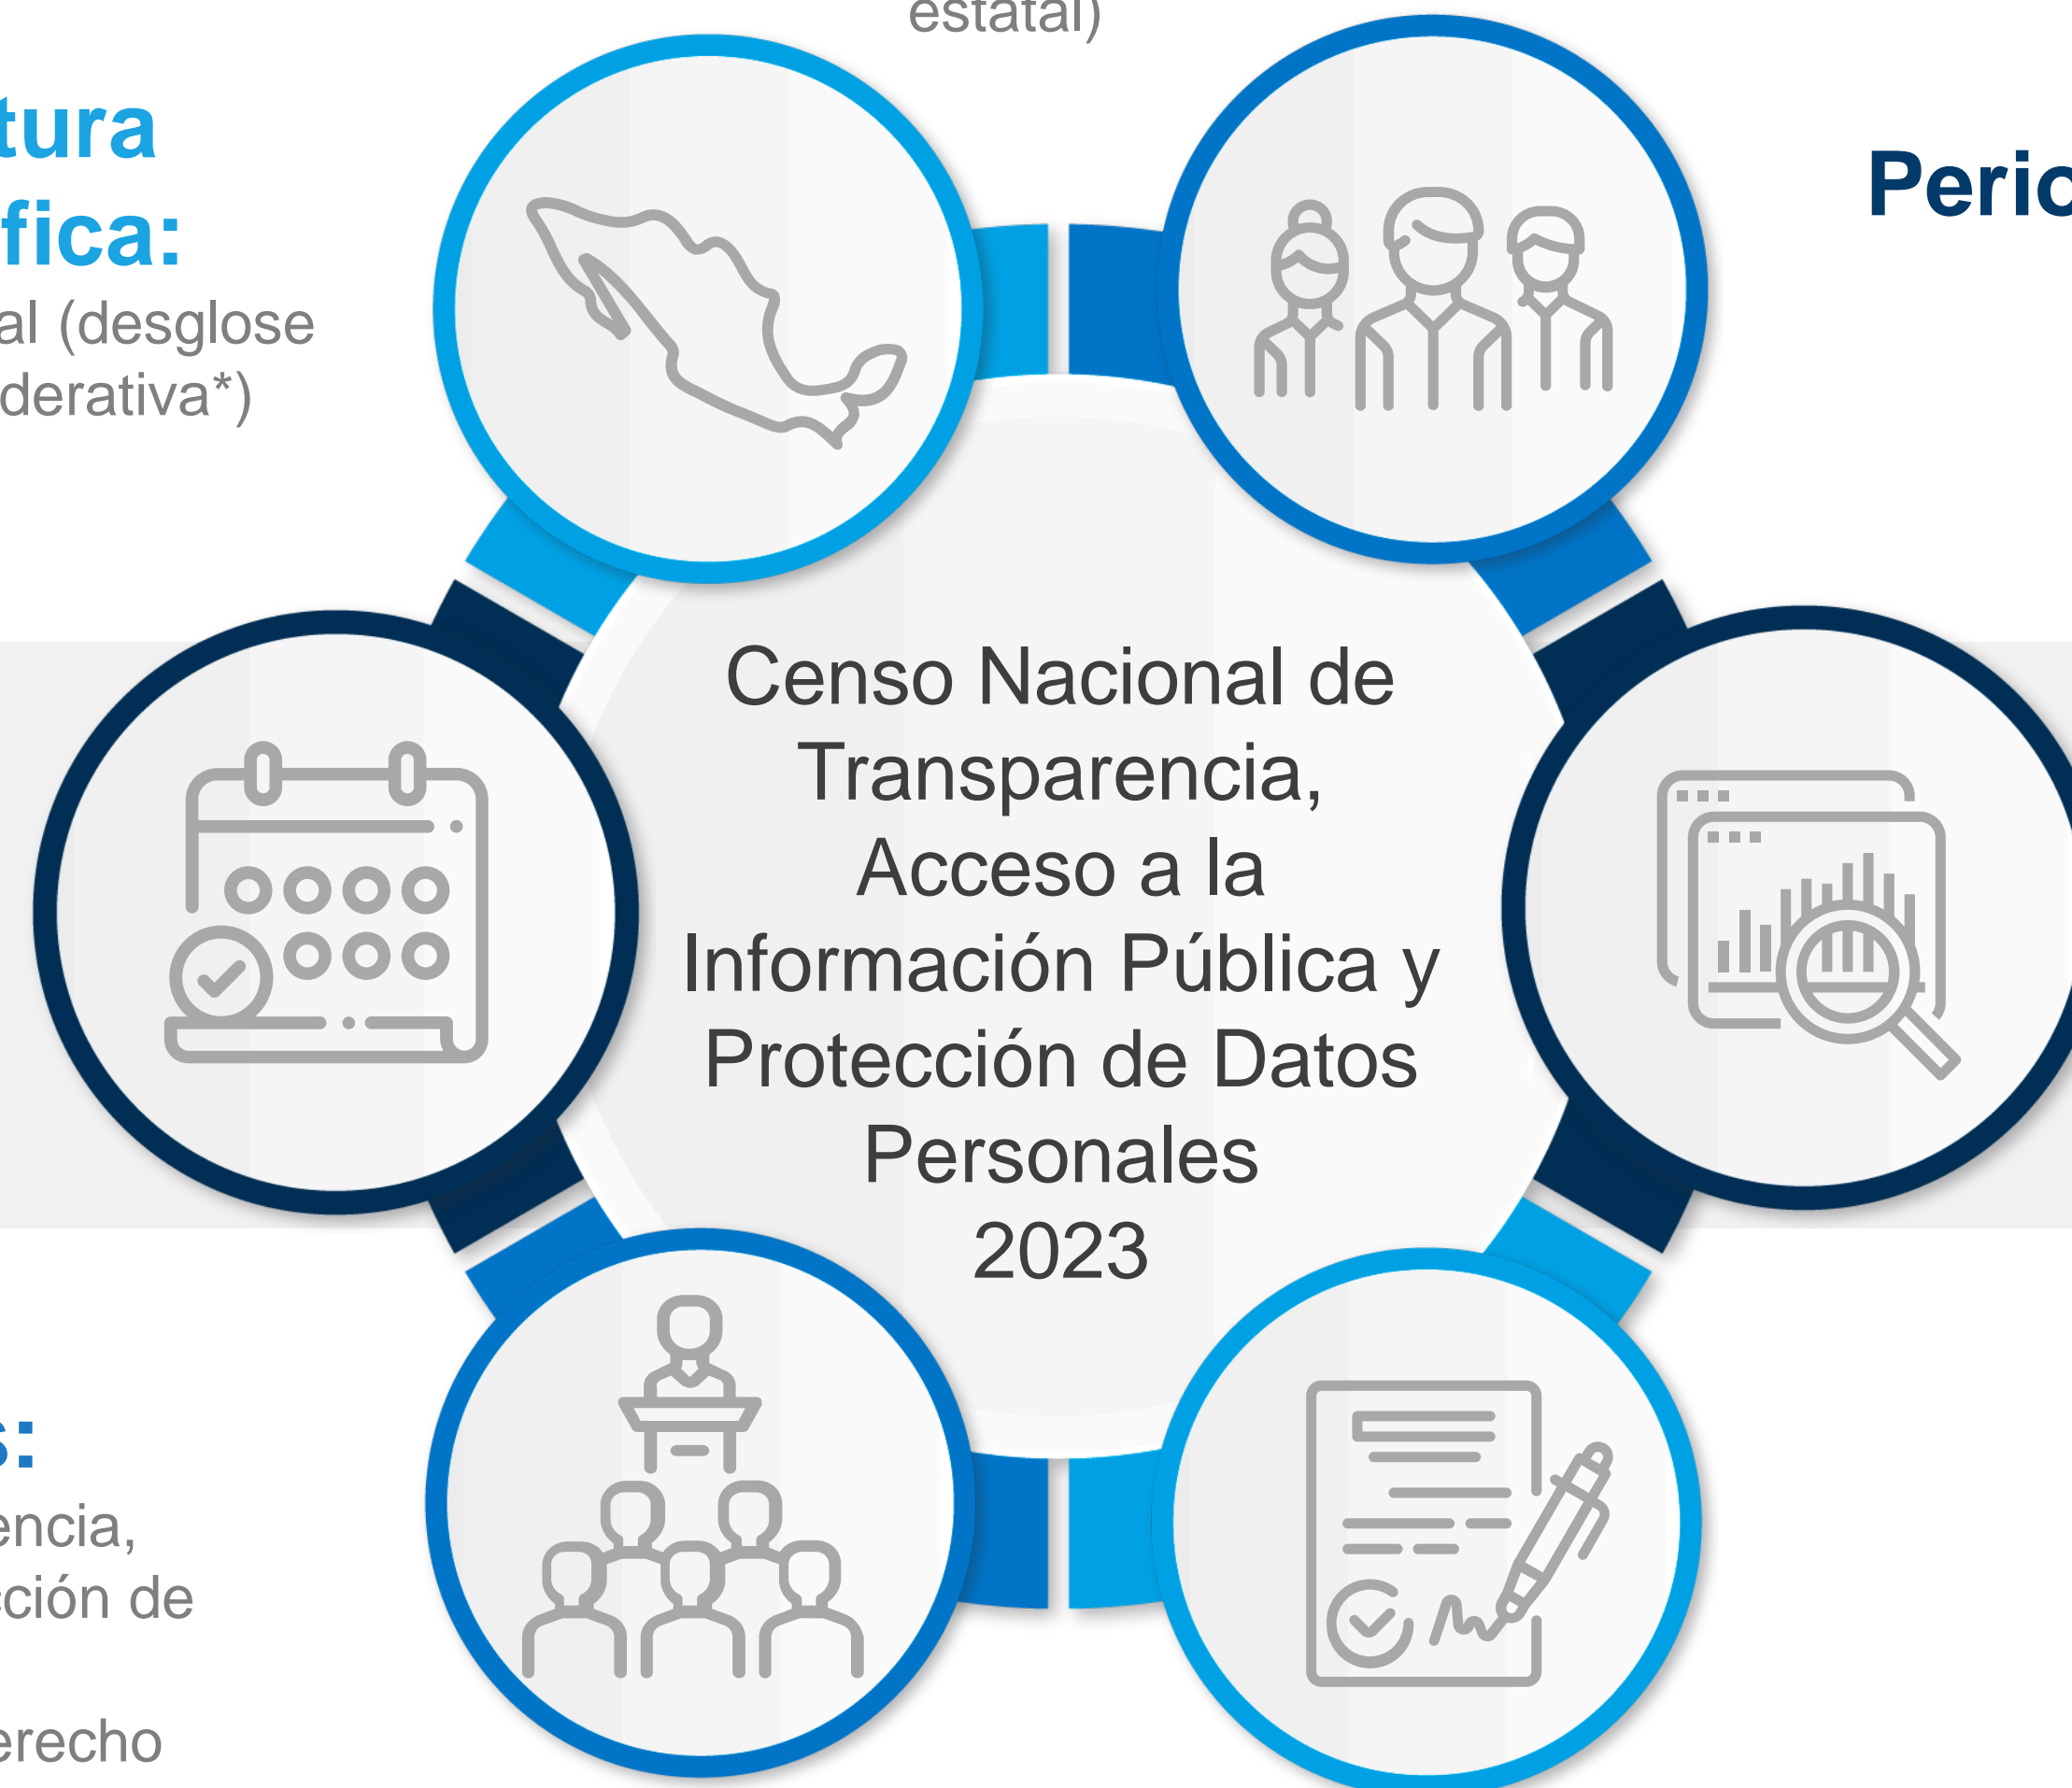 estatal)
tura
fica:
al (desglose
derativa*)
Perio
Censo Nacional de
Transparencia,
Acceso a la
Información Pública y
Protección de Datos
Personales
2023
s:
encia,
cción de
erecho